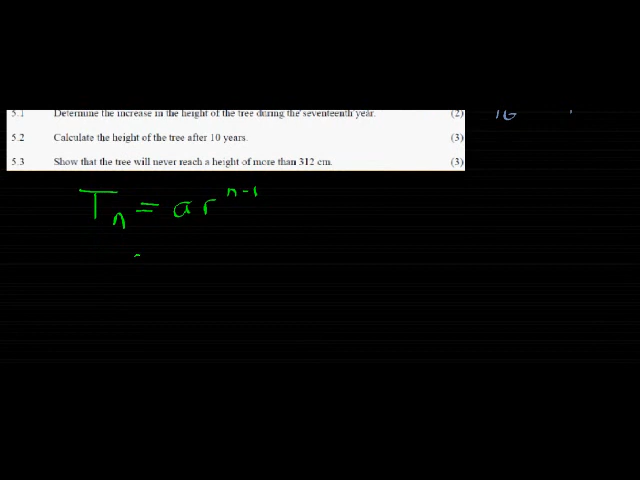 5.1 Determine the increase in the height of the tree during the seventeenth year. (2)
5.2 Calculate the height of the tree after 10 years. (3)
5.3 Show that the tree will never reach a height of more than 312 cm. (3)
Tn = ar^n-1